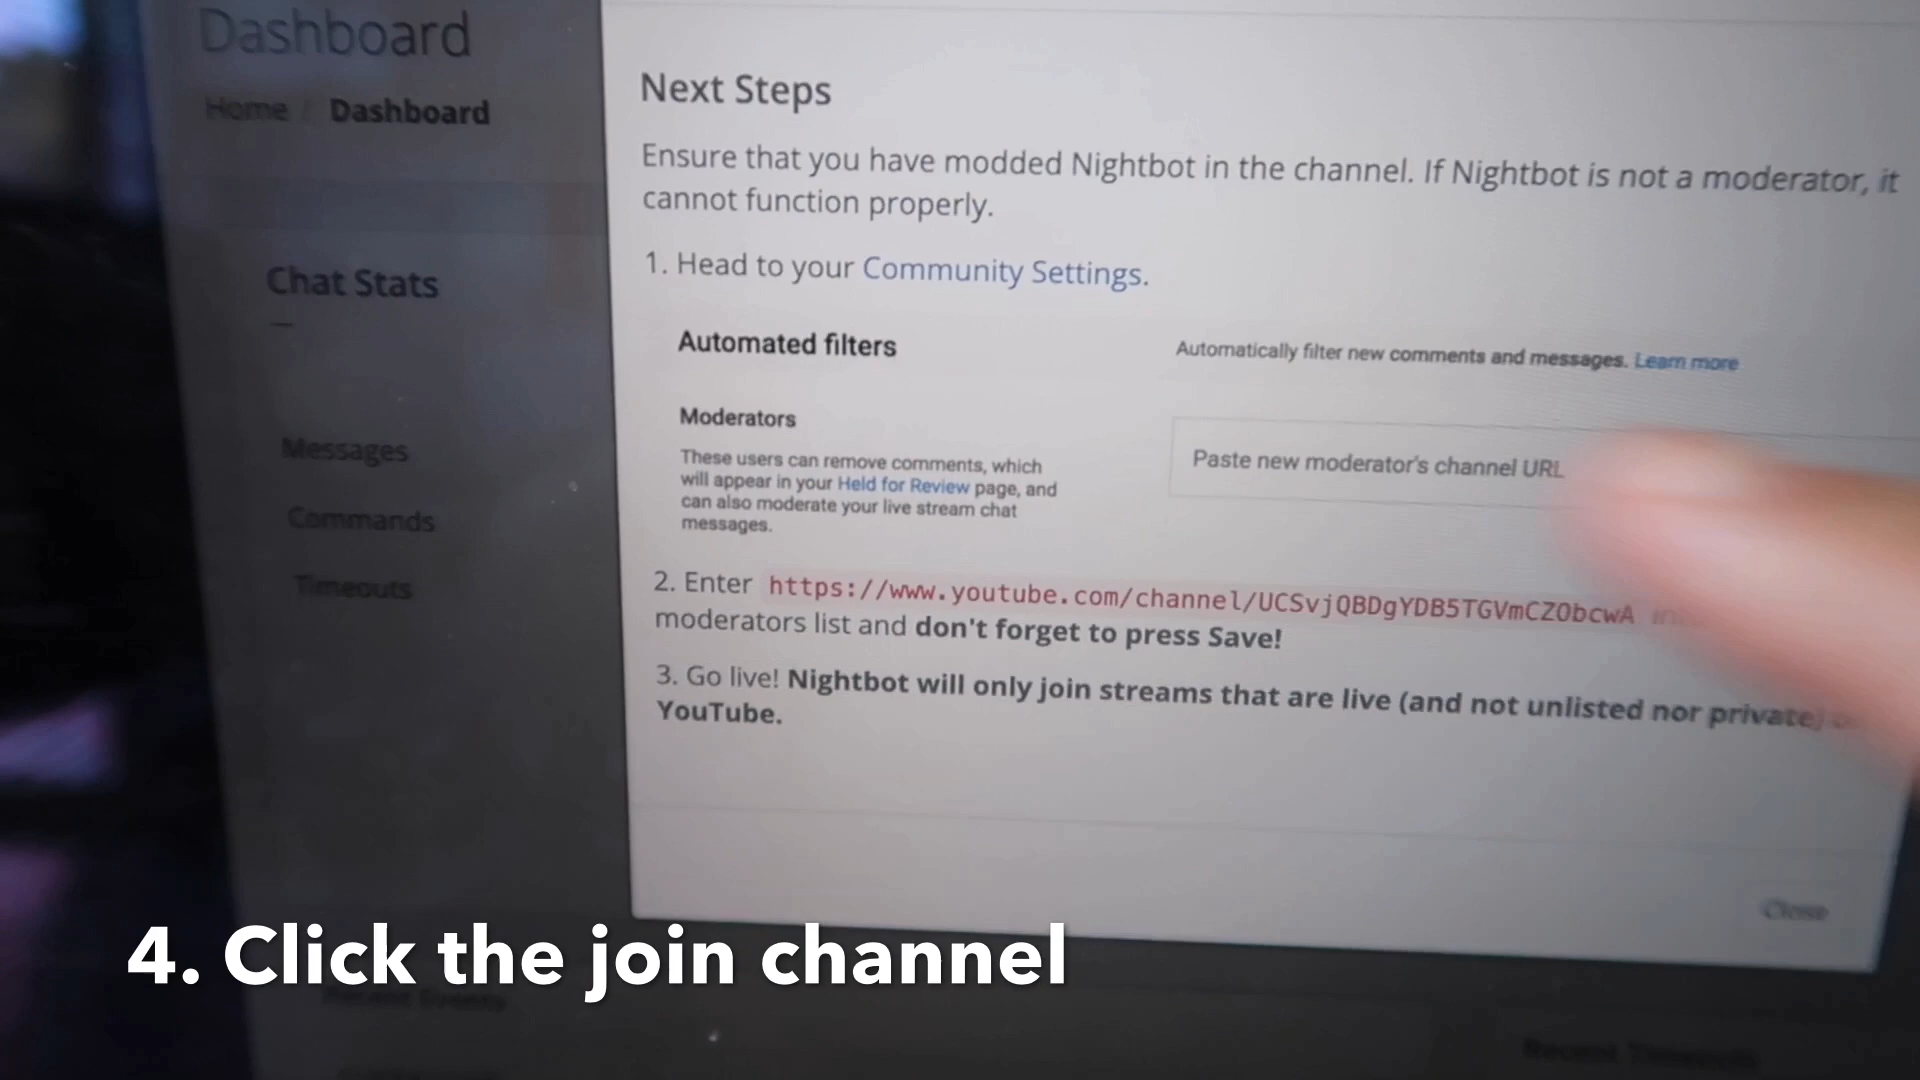 Dashboard
Home / Dashboard
Chat Stats
Messages
Commands
Timeouts
Next Steps
Ensure that you have modded Nightbot in the channel. If Nightbot is not a moderator, it
cannot function properly.
1. Head to your Community Settings.
Automated filters
Automatically filter new comments and messages. Learn more
Moderators
These users can remove comments, which
will appear in your Held for Review page, and
can also moderate your live stream chat
messages.
Paste new moderator's channel URL
2. Enter https://www.youtube.com/channel/UCSvjQBDgYDB5TGVmCZObcwA
moderators list and don't forget to press Save!
3. Go live! Nightbot will only join streams that are live (and not unlisted nor private)
YouTube.
Close
4. Click the join channel
Recent Events
Recent Timeouts